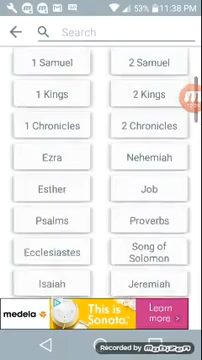 53% 11:38 PM
Search
1 Samuel 2 Samuel
1 Kings 2 Kings
1 Chronicles 2 Chronicles
Ezra Nehemiah
Esther Job
Psalms Proverbs
Ecclesiastes Song of
Solomon
Isaiah Jeremiah
medela
This is
Sonata.
Learn
more
Recorded by